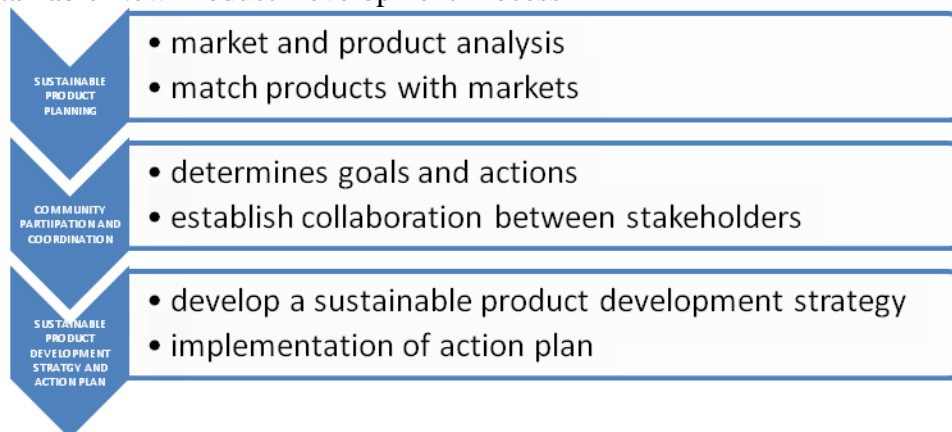 • market and product analysis
• match products with markets
SUSTAINABLE
PRODUCT
PLANNING
• determines goals and actions
• establish collaboration between stakeholders
COMMUNITY
PARTIIPATION AND
COORDINATION
• develop a sustainable product development strategy
• implementation of action plan
SUSTAINABLE
PRODUCT
DEVELOPMENT
STRATGY AND
ACTION PLAN